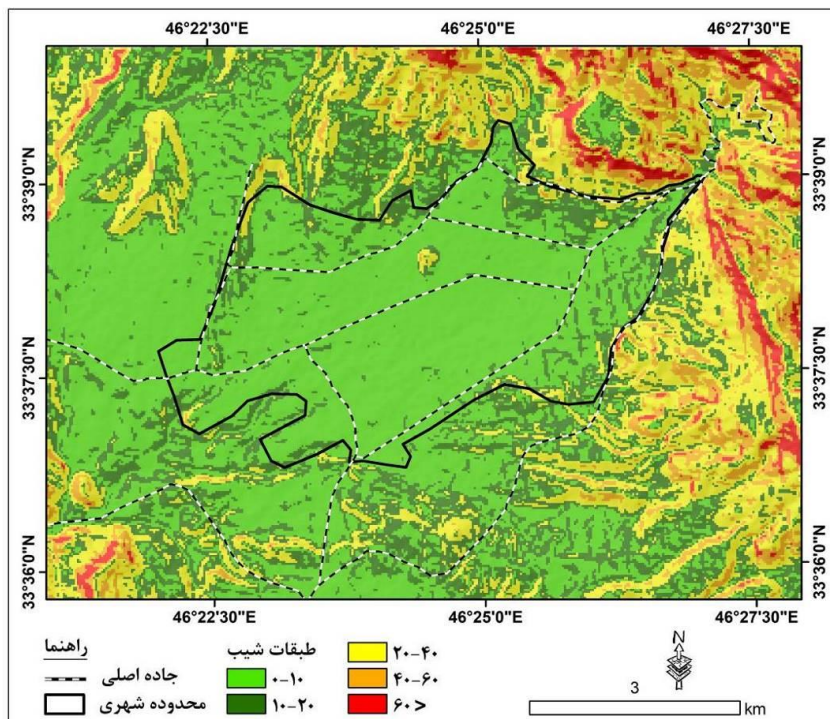 46°22'30"E 46°25'0"E 46°27'30"E
33°39'0"N 33°39'0"N
33°37'30"N 33°37'30"N
33°36'0"N 33°36'0"N
46°22'30"E 46°25'0"E 46°27'30"E
راهنما
جاده اصلی
محدوده شهری
طبقات شیب
۰-۱۰
۱۰-۲۰
۲۰-۴۰
۴۰-۶۰
۶۰ <
N
3
km